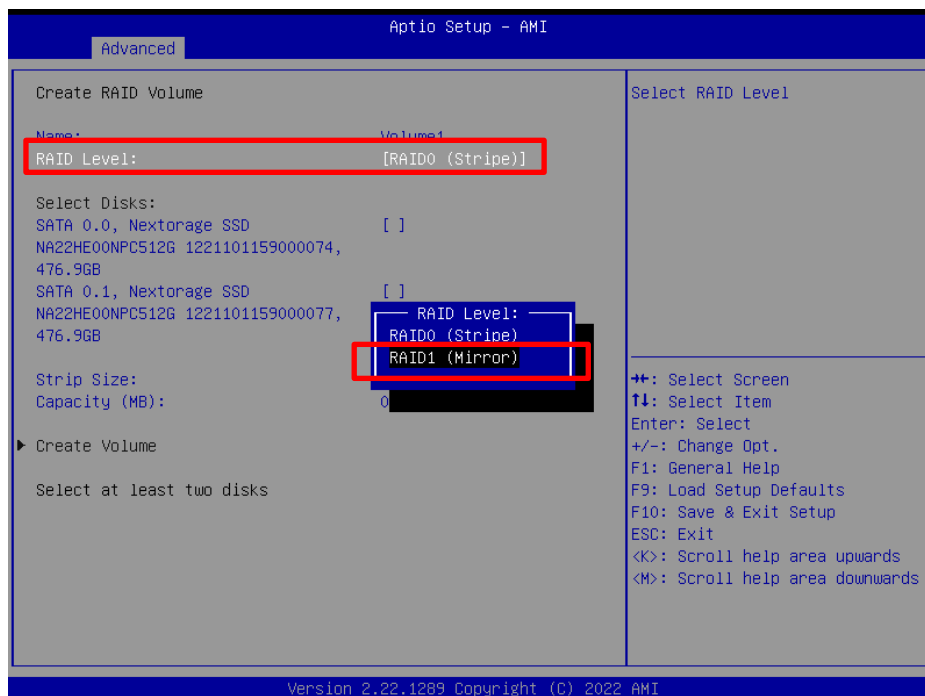 Aptio Setup – AMI
Advanced
Create RAID Volume
Select RAID Level
Name: Volume1
RAID Level: [RAID0 (Stripe)]
Select Disks:
SATA 0.0, Nextorage SSD [ ]
NA22HE00NPC512G 1221101159000074,
476.9GB
SATA 0.1, Nextorage SSD [ ]
NA22HE00NPC512G 1221101159000077,
476.9GB
RAID Level:
RAID0 (Stripe)
RAID1 (Mirror)
Strip Size:
Capacity (MB): 0
Create Volume
Select at least two disks
→←: Select Screen
↑↓: Select Item
Enter: Select
+/-: Change Opt.
F1: General Help
F9: Load Setup Defaults
F10: Save & Exit Setup
ESC: Exit
<K>: Scroll help area upwards
<M>: Scroll help area downwards
Version 2.22.1289 Copyright (C) 2022 AMI